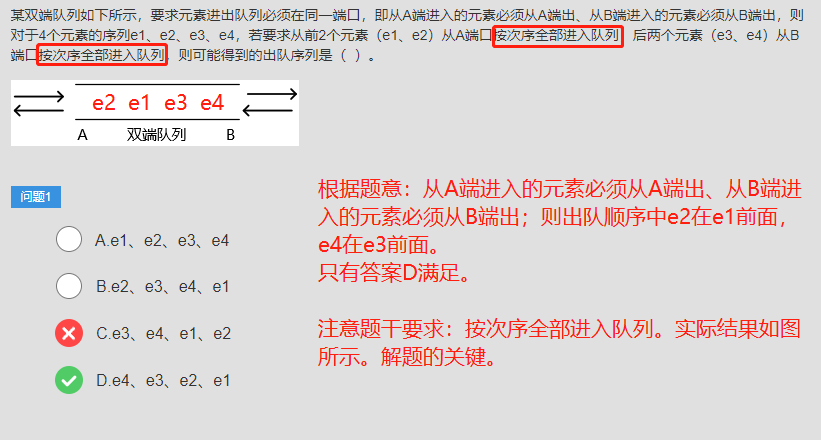 某双端队列如下所示，要求元素进出队列必须在同一端口，即从A端进入的元素必须从A端出、从B端进入的元素必须从B端出，则
对于4个元素的序列e1、e2、e3、e4，若要求从前2个元素（e1、e2）从A端口按次序全部进入队列，后两个元素（e3、e4）从B
端口按次序全部进入队列，则可能得到的出队序列是（ ）。
e2 e1 e3 e4
A 双端队列 B
问题1
根据题意：从A端进入的元素必须从A端出、从B端进
入的元素必须从B端出；则出队顺序中e2在e1前面，
e4在e3前面。
只有答案D满足。
注意题干要求：按次序全部进入队列。实际结果如图
所示。解题的关键。
A.e1、e2、e3、e4
B.e2、e3、e4、e1
C.e3、e4、e1、e2
D.e4、e3、e2、e1